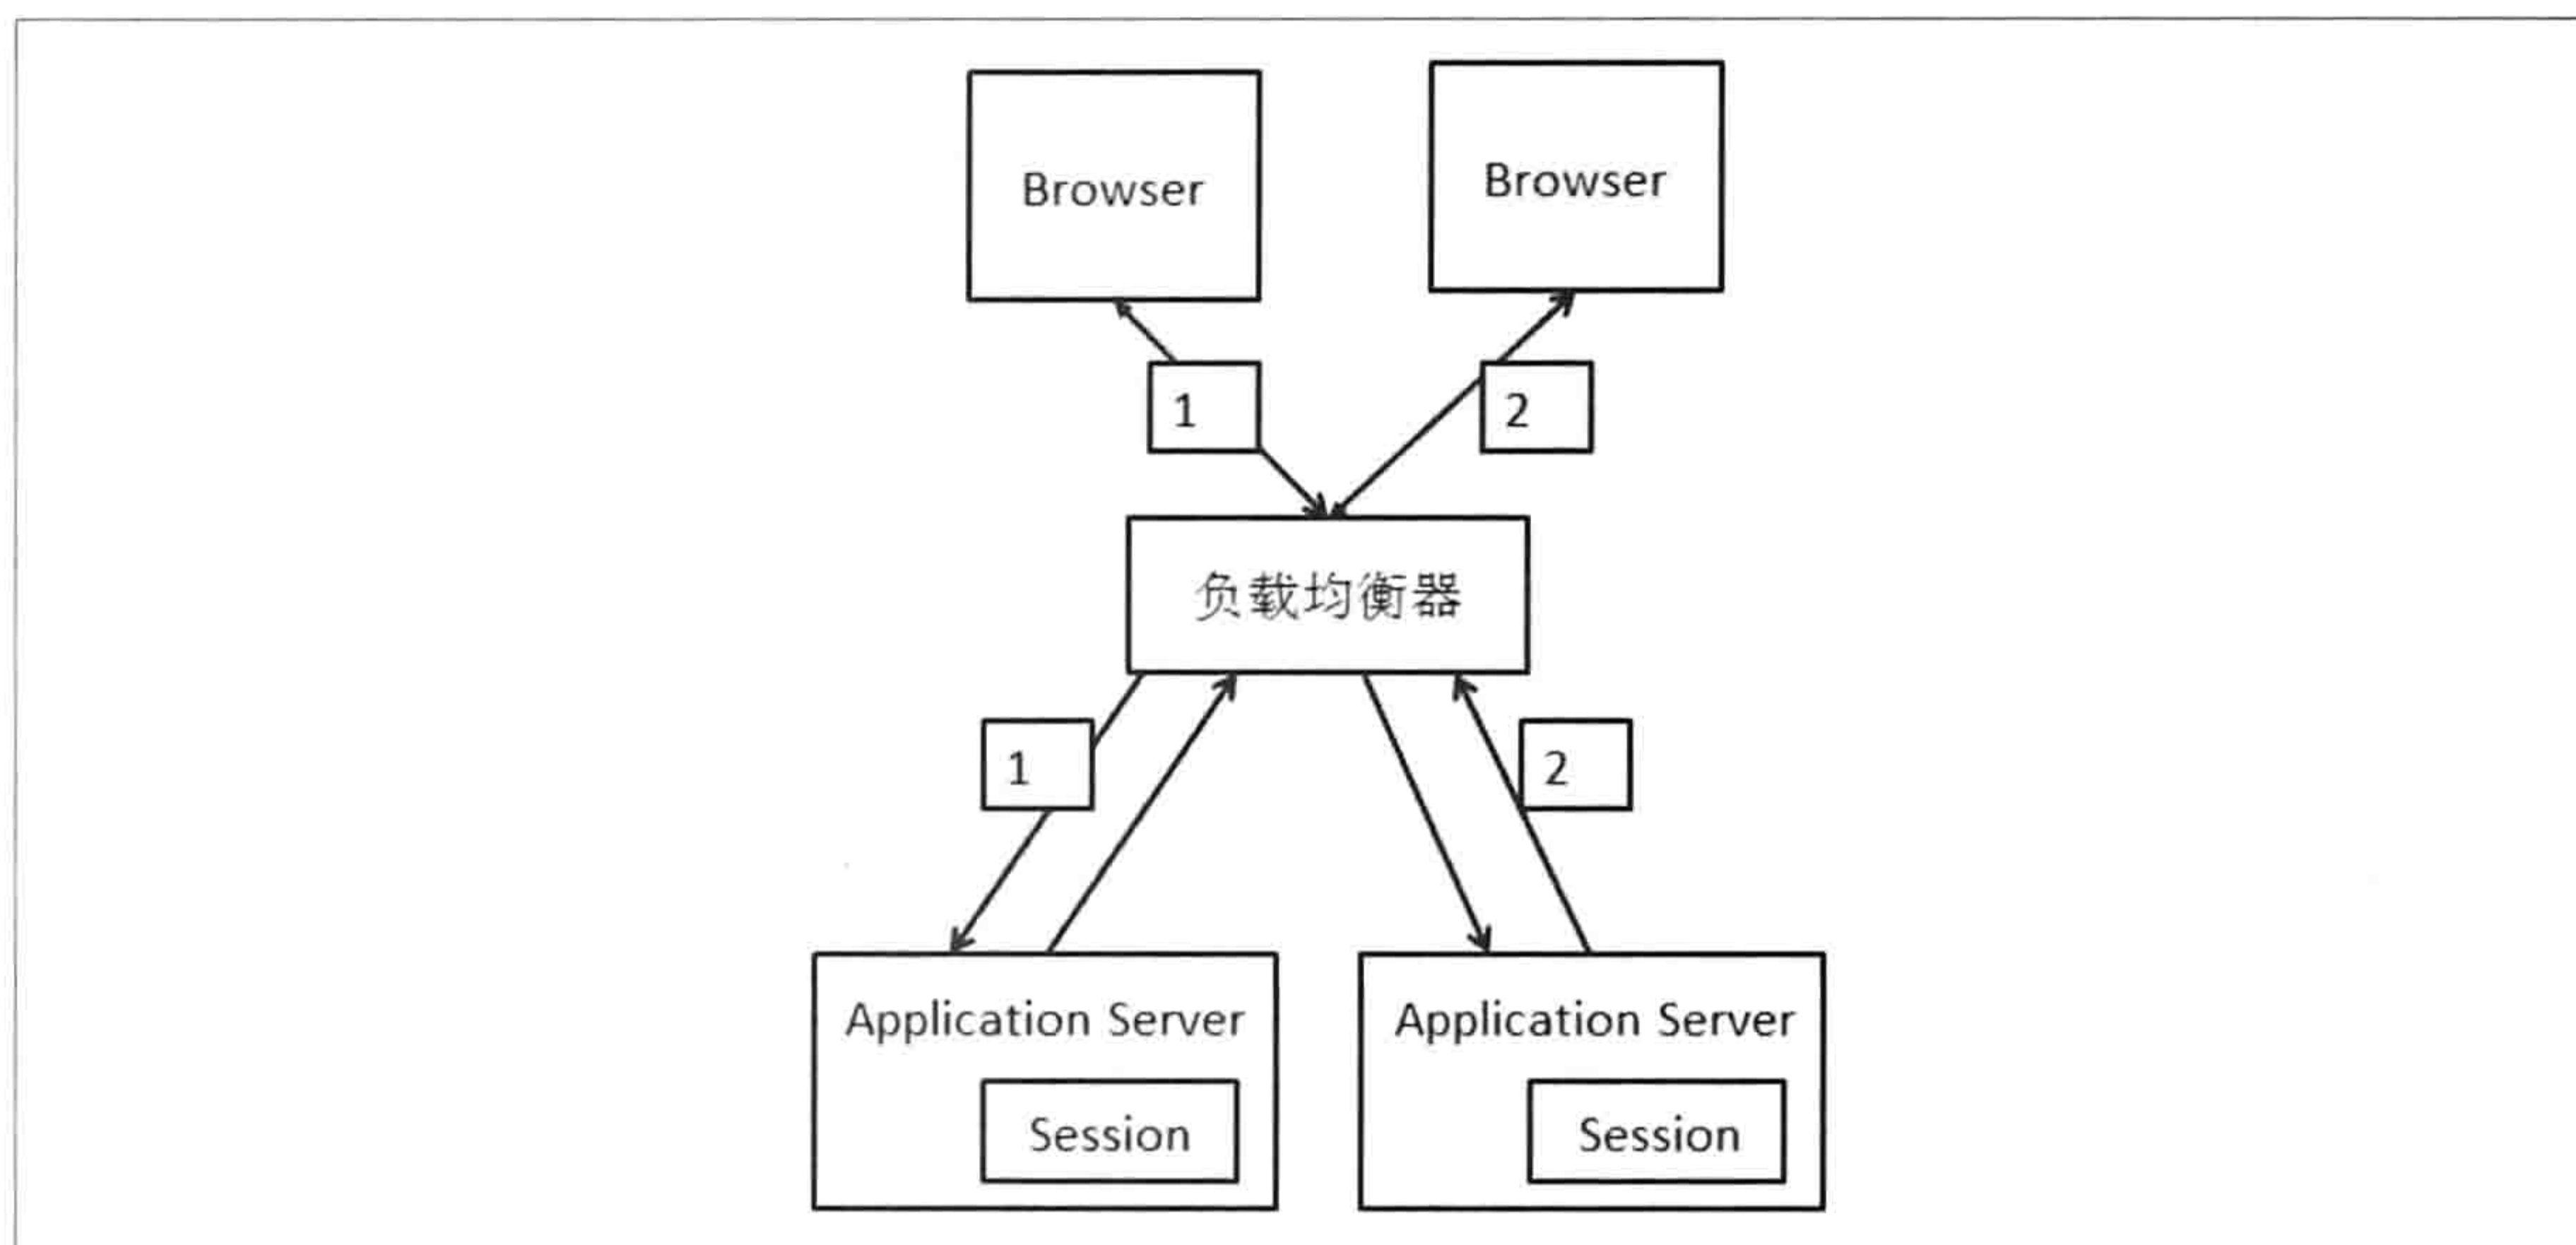 Browser
Browser
1
2
负载均衡器
1
2
Application Server
Application Server
Session
Session